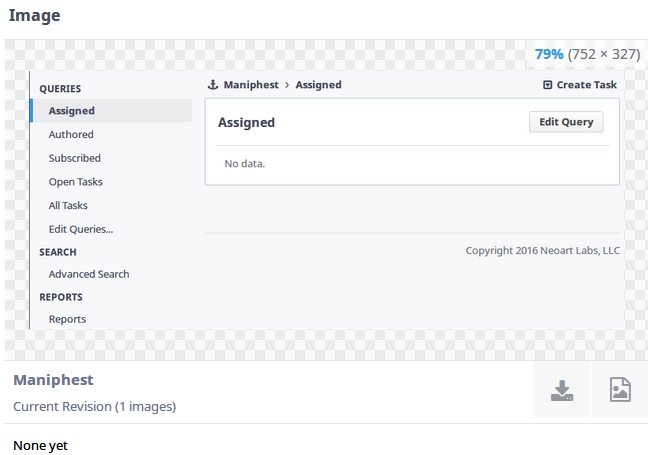 Image
79% (752 × 327)
QUERIES
Assigned
Authored
Subscribed
Open Tasks
All Tasks
Edit Queries...
SEARCH
Advanced Search
REPORTS
Reports
Maniphest > Assigned
Create Task
Assigned
Edit Query
No data.
Copyright 2016 Neoart Labs, LLC
Maniphest
Current Revision (1 images)
None yet